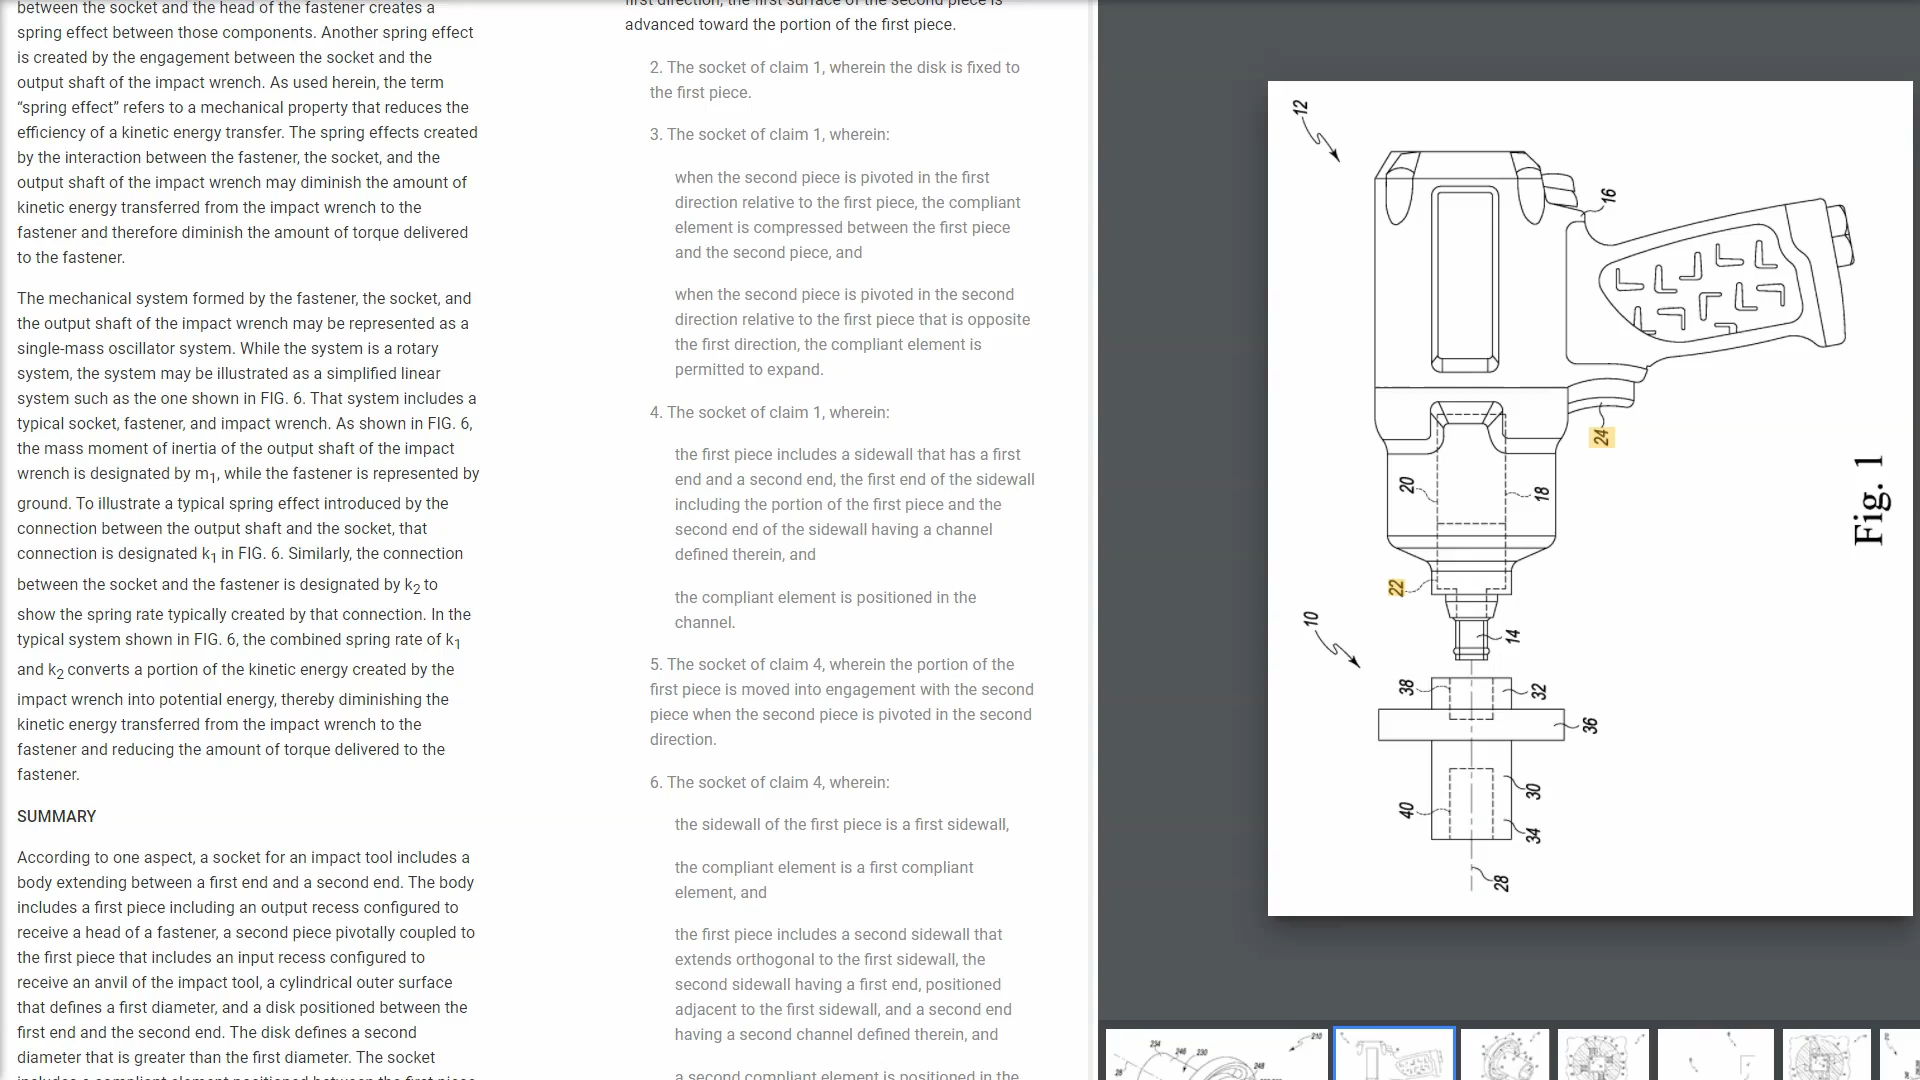 between the socket and the head of the fastener creates a
spring effect between those components. Another spring effect
is created by the engagement between the socket and the
output shaft of the impact wrench. As used herein, the term
“spring effect” refers to a mechanical property that reduces the
efficiency of a kinetic energy transfer. The spring effects created
by the interaction between the fastener, the socket, and the
output shaft of the impact wrench may diminish the amount of
kinetic energy transferred from the impact wrench to the
fastener and therefore diminish the amount of torque delivered
to the fastener.
The mechanical system formed by the fastener, the socket, and
the output shaft of the impact wrench may be represented as a
single-mass oscillator system. While the system is a rotary
system, the system may be illustrated as a simplified linear
system such as the one shown in FIG. 6. That system includes a
typical socket, fastener, and impact wrench. As shown in FIG. 6,
the mass moment of inertia of the output shaft of the impact
wrench is designated by m1, while the fastener is represented by
ground. To illustrate a typical spring effect introduced by the
connection between the output shaft and the socket, that
connection is designated k1 in FIG. 6. Similarly, the connection
between the socket and the fastener is designated by k2 to
show the spring rate typically created by that connection. In the
typical system shown in FIG. 6, the combined spring rate of k1
and k2 converts a portion of the kinetic energy created by the
impact wrench into potential energy, thereby diminishing the
kinetic energy transferred from the impact wrench to the
fastener and reducing the amount of torque delivered to the
fastener.
SUMMARY
According to one aspect, a socket for an impact tool includes a
body extending between a first end and a second end. The body
includes a first piece including an output recess configured to
receive a head of a fastener, a second piece pivotally coupled to
the first piece that includes an input recess configured to
receive an anvil of the impact tool, a cylindrical outer surface
that defines a first diameter, and a disk positioned between the
first end and the second end. The disk defines a second
diameter that is greater than the first diameter. The socket
includes a compliant element positioned between the first piece
first direction, the first surface of the second piece is
advanced toward the portion of the first piece.
2. The socket of claim 1, wherein the disk is fixed to
the first piece.
3. The socket of claim 1, wherein:
when the second piece is pivoted in the first
direction relative to the first piece, the compliant
element is compressed between the first piece
and the second piece, and
when the second piece is pivoted in the second
direction relative to the first piece that is opposite
the first direction, the compliant element is
permitted to expand.
4. The socket of claim 1, wherein:
the first piece includes a sidewall that has a first
end and a second end, the first end of the sidewall
including the portion of the first piece and the
second end of the sidewall having a channel
defined therein, and
the compliant element is positioned in the
channel.
5. The socket of claim 4, wherein the portion of the
first piece is moved into engagement with the second
piece when the second piece is pivoted in the second
direction.
6. The socket of claim 4, wherein:
the sidewall of the first piece is a first sidewall,
the compliant element is a first compliant
element, and
the first piece includes a second sidewall that
extends orthogonal to the first sidewall, the
second sidewall having a first end, positioned
adjacent to the first sidewall, and a second end
having a second channel defined therein, and
a second compliant element is positioned in the
12
16
24
20
18
Fig. 1
22
10
14
38
32
36
40
30
34
28
234
246
230
210
28
248